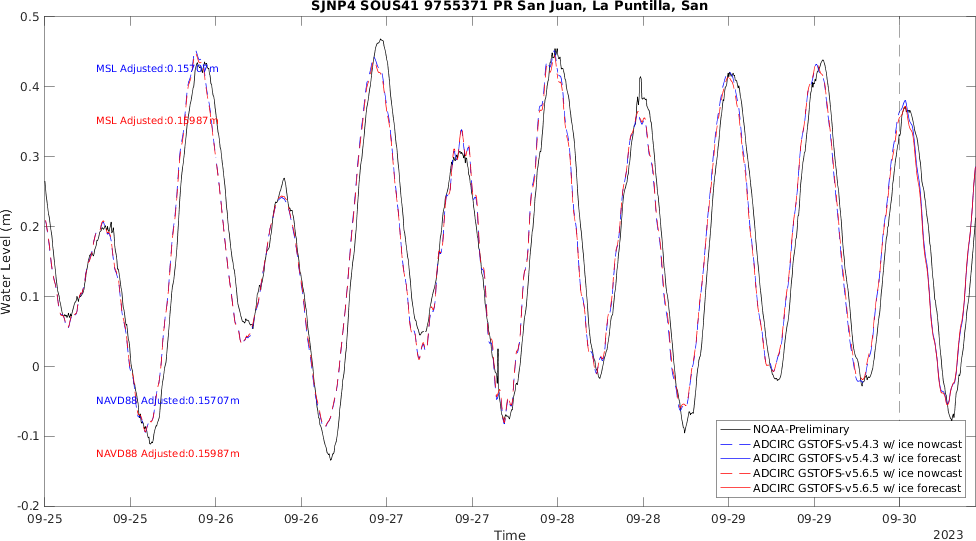 SJNP4 SOUS41 9755371 PR San Juan, La Puntilla, San
0.5
MSL Adjusted:0.15707m
0.4
MSL Adjusted:0.15987m
0.3
0.2
Water Level (m)
0.1
0
NAVD88 Adjusted:0.15707m
-0.1
NAVD88 Adjusted:0.15987m
NOAA-Preliminary
ADCIRC GSTOFS-v5.4.3 w/ ice nowcast
ADCIRC GSTOFS-v5.4.3 w/ ice forecast
ADCIRC GSTOFS-v5.6.5 w/ ice nowcast
ADCIRC GSTOFS-v5.6.5 w/ ice forecast
-0.2
09-25 09-25 09-26 09-26 09-27 09-27 09-28 09-28 09-29 09-29 09-30
Time
2023